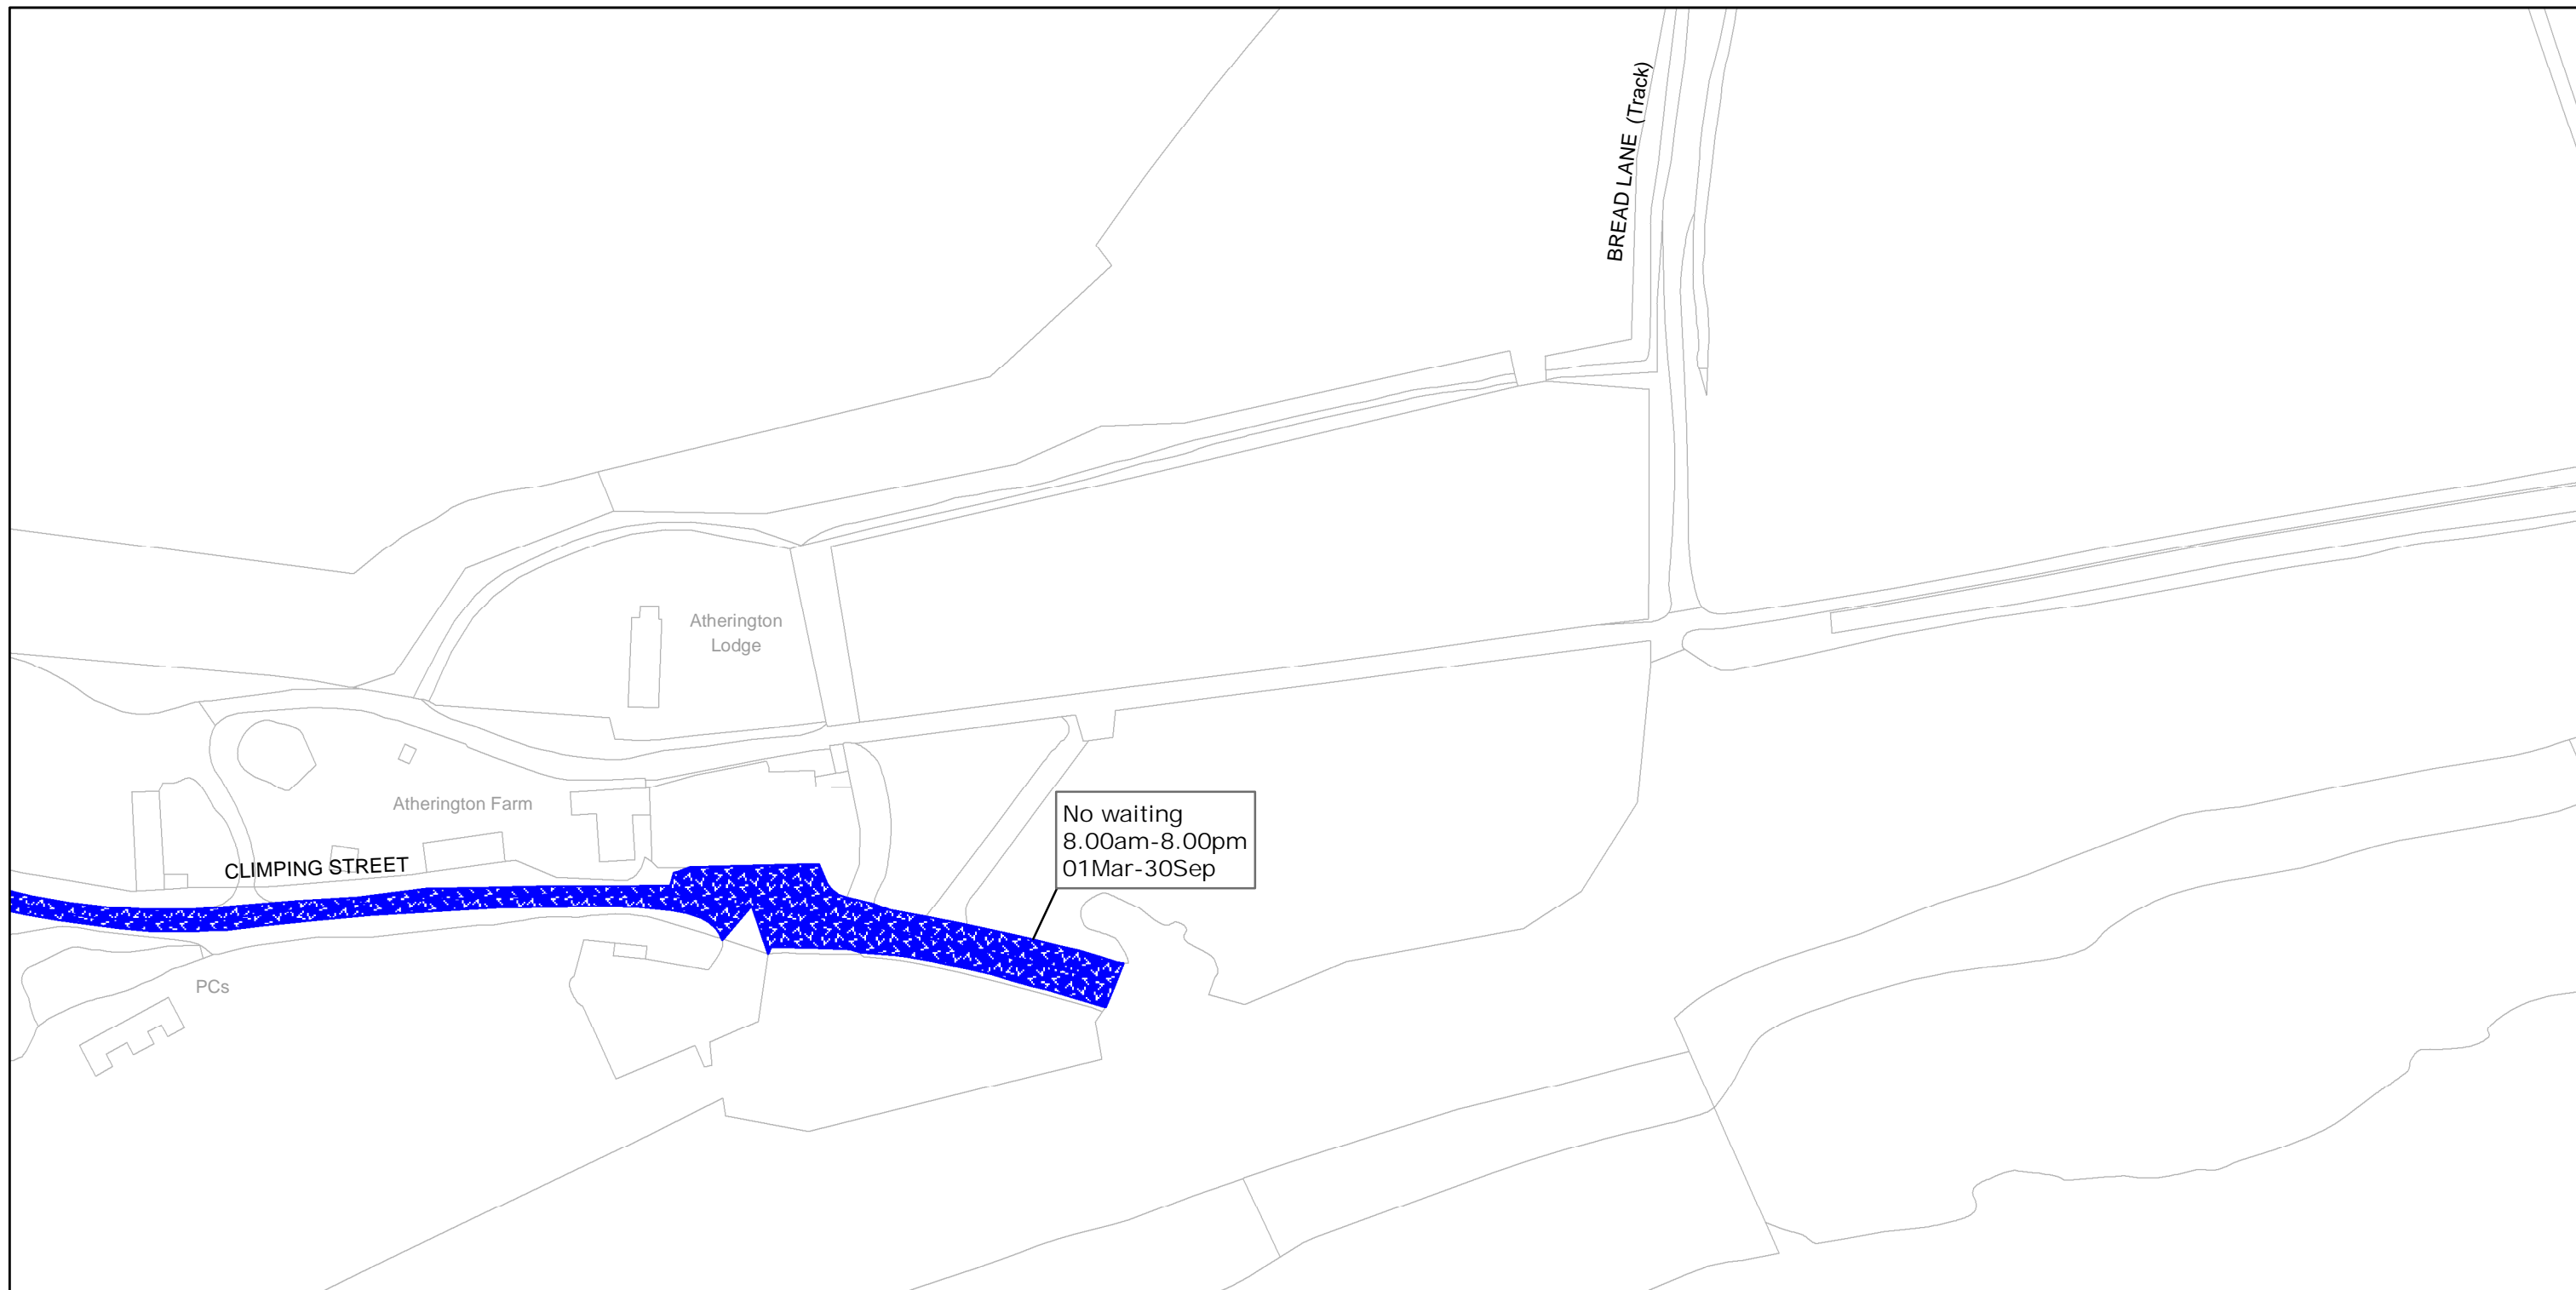 BREAD LANE (Track)
Atherington
Lodge
Atherington Farm
No waiting
8.00am-8.00pm
01Mar-30Sep
CLIMPING STREET
PCs